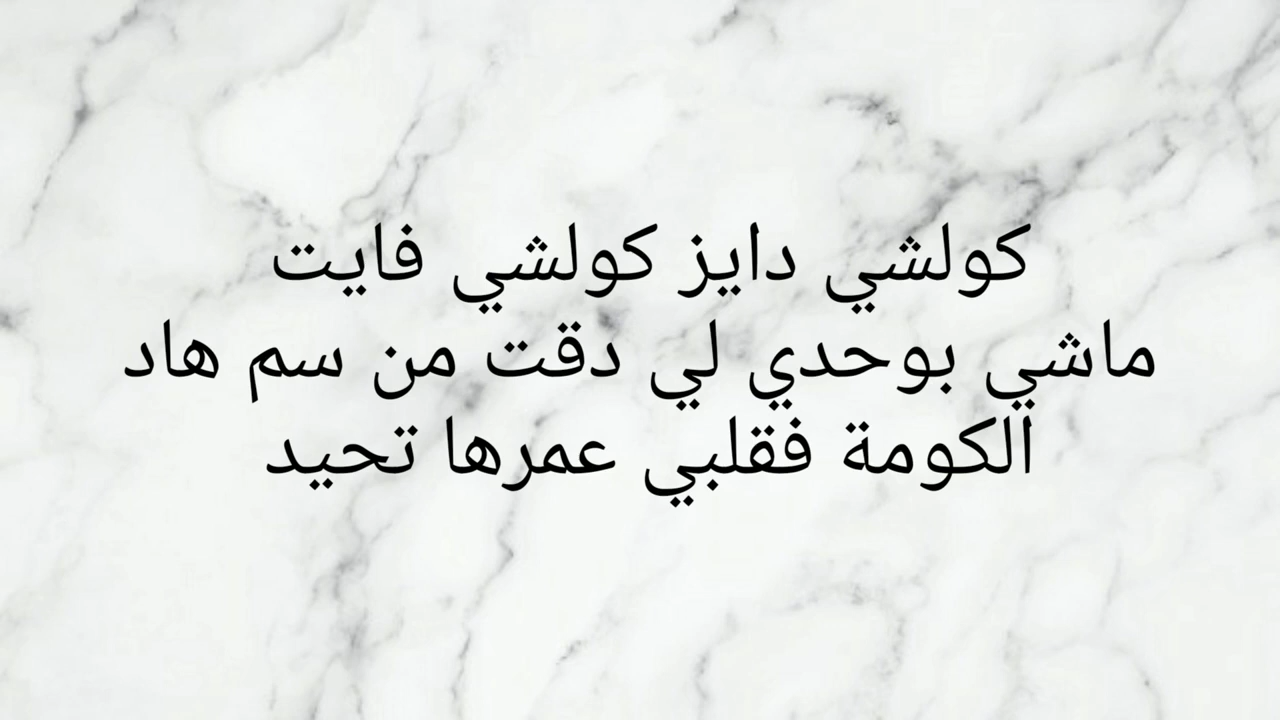 كولشي دايز كولشي فايت
ماشي بوحدي لي دقت من سم هاد
الكومة فقلبي عمرها تحيد